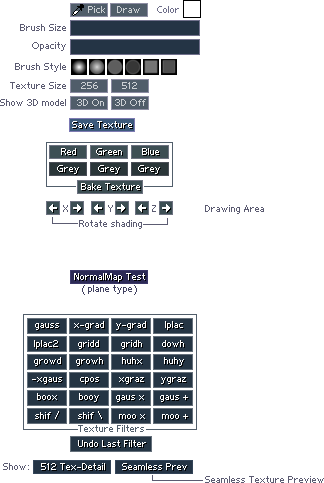 Pick Draw Color
Brush Size
Opacity
Brush Style
Texture Size 256 512
Show 3D model 3D On 3D Off
Save Texture
Red Green Blue
Grey Grey Grey
Bake Texture
X Y Z Drawing Area
Rotate shading
NormalMap Test
(plane type)
gauss x-grad y-grad lplac
lplac2 gridd gridh dowh
growd growh huhx huhy
-xgaus cpos xgraz ygraz
boox booy gaus x gaus +
shif / shif \ moo x moo +
Texture Filters
Undo Last Filter
Show: 512 Tex-Detail Seamless Prev
Seamless Texture Preview